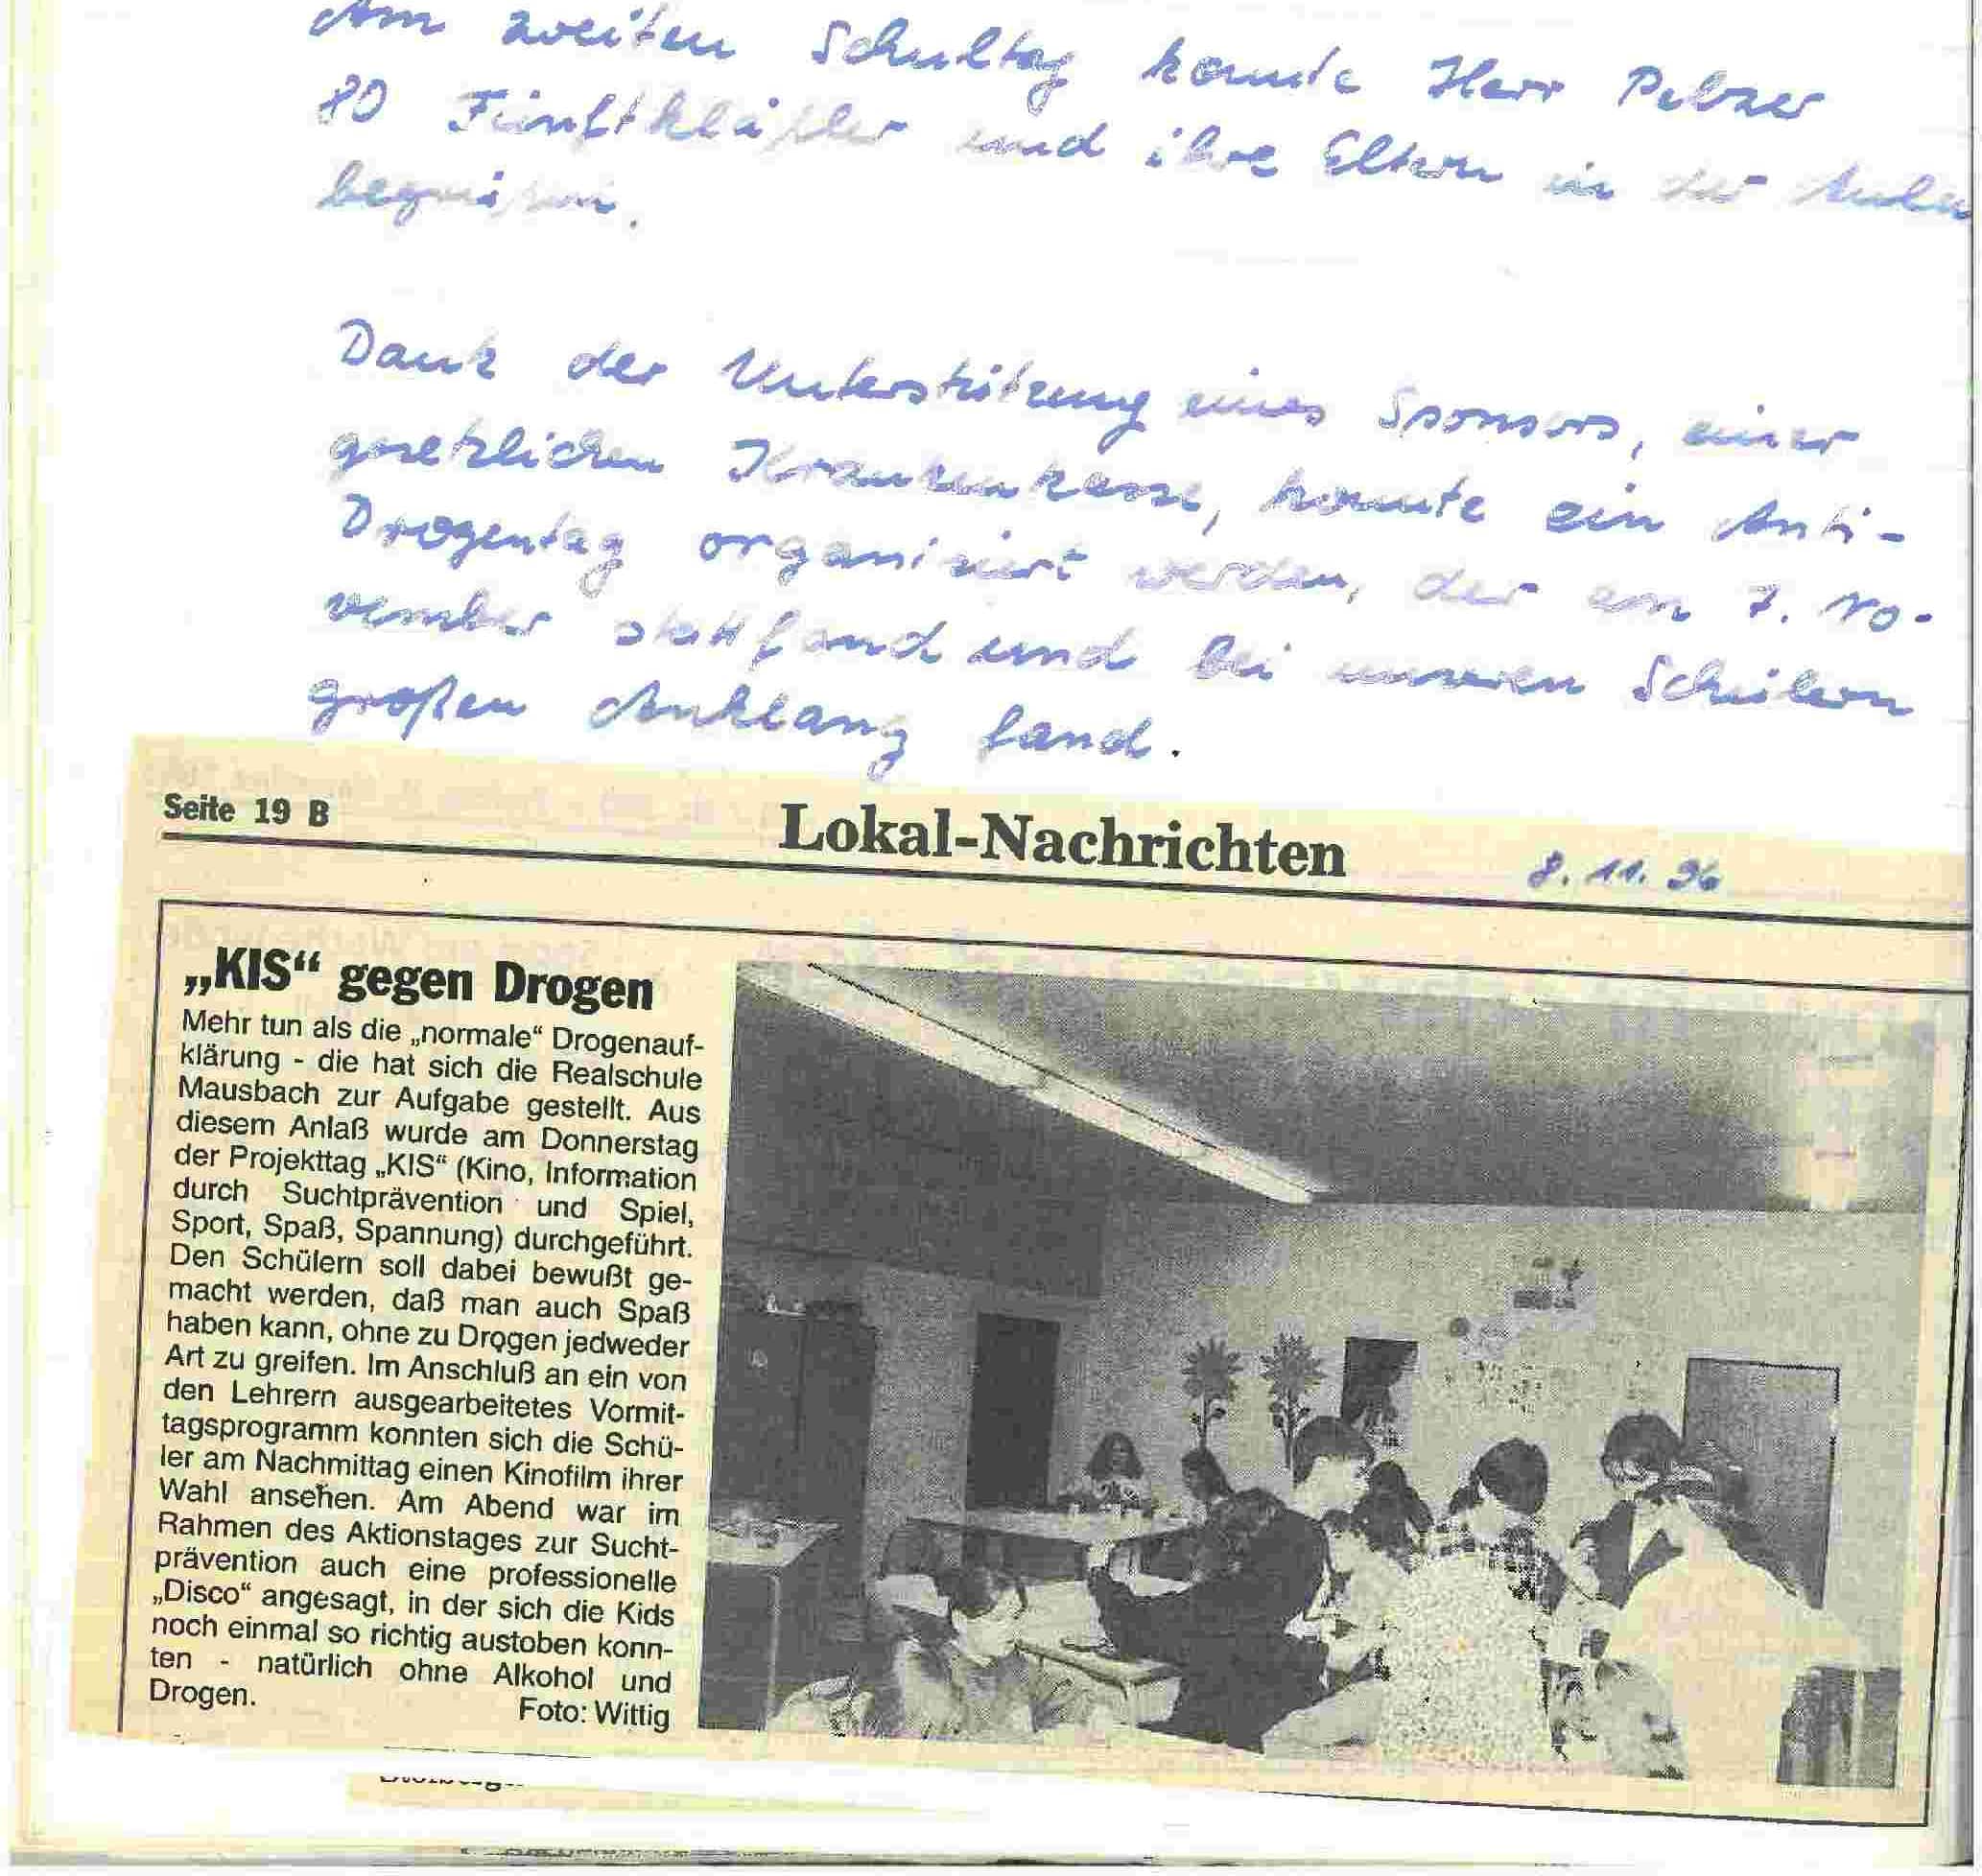 Am zweiten Schultag konnte Herr Pelzer
80 Fünftkläßler und ihre Eltern in der
begrüßen.
Dank der Unterstützung eines Sponsors, einer
gesetzlichen Krankenkasse, konnte ein Anti-
Drogentag organisiert werden, der am 7. No-
vember stattfand und bei unseren Schülern
großen Anklang fand.
Seite 19 B
Lokal-Nachrichten
8. 11. 96
„KIS“ gegen Drogen
Mehr tun als die „normale“ Drogenauf-
klärung - die hat sich die Realschule
Mausbach zur Aufgabe gestellt. Aus
diesem Anlaß wurde am Donnerstag
der Projekttag „KIS“ (Kino, Information
durch Suchtprävention und Spiel,
Sport, Spaß, Spannung) durchgeführt.
Den Schülern soll dabei bewußt ge-
macht werden, daß man auch Spaß
haben kann, ohne zu Drogen jedweder
Art zu greifen. Im Anschluß an ein von
den Lehrern ausgearbeitetes Vormit-
tagsprogramm konnten sich die Schü-
ler am Nachmittag einen Kinofilm ihrer
Wahl ansehen. Am Abend war im
Rahmen des Aktionstages zur Sucht-
prävention auch eine professionelle
„Disco“ angesagt, in der sich die Kids
noch einmal so richtig austoben konn-
ten - natürlich ohne Alkohol und
Drogen. Foto: Wittig